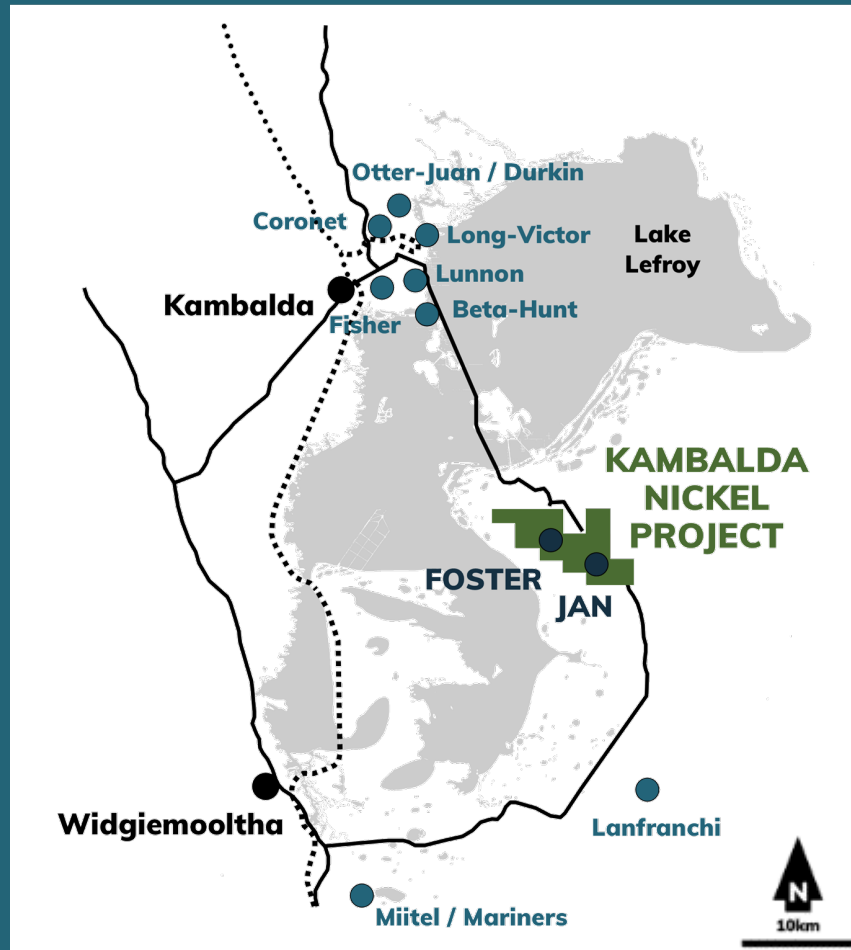 Otter-Juan / Durkin
Coronet
Long-Victor
Lake
Lefroy
Lunnon
Kambalda
Beta-Hunt
Fisher
KAMBALDA
NICKEL
PROJECT
FOSTER
JAN
Widgiemooltha
Lanfranchi
Miitel / Mariners
N
10km